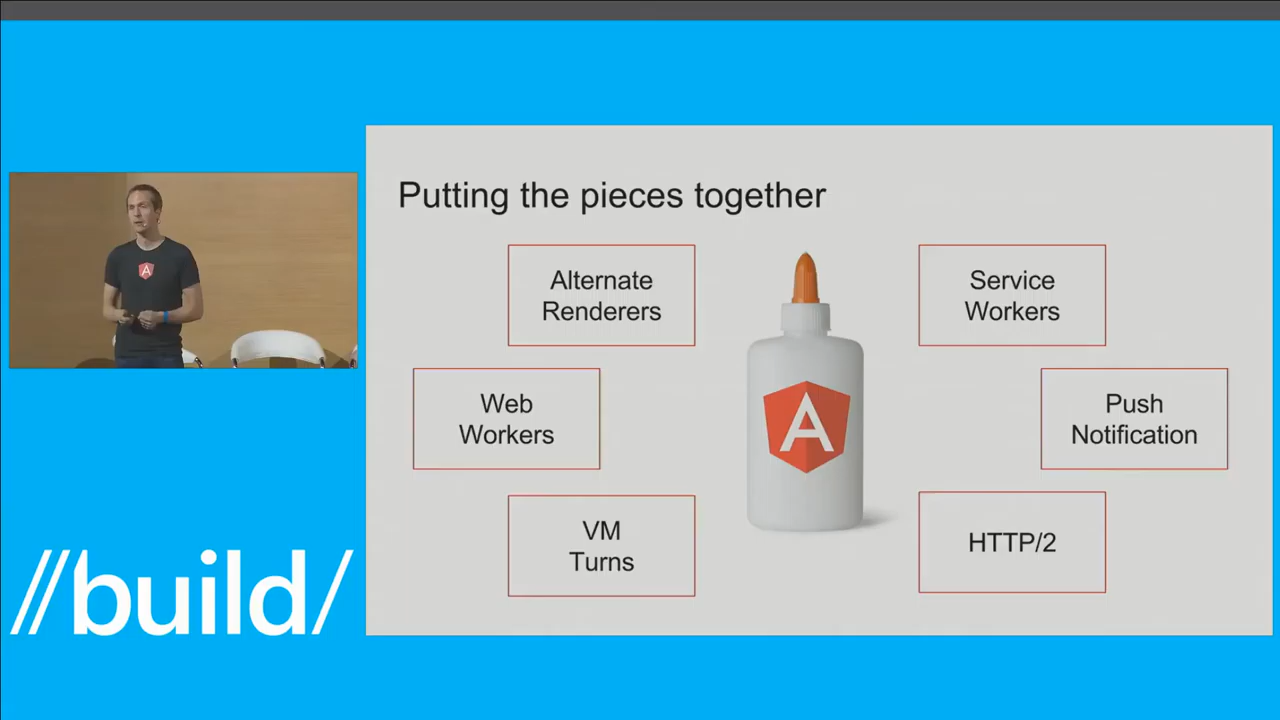 Putting the pieces together
Alternate
Renderers
Service
Workers
Web
Workers
A
Push
Notification
VM
Turns
HTTP/2
A
//build/